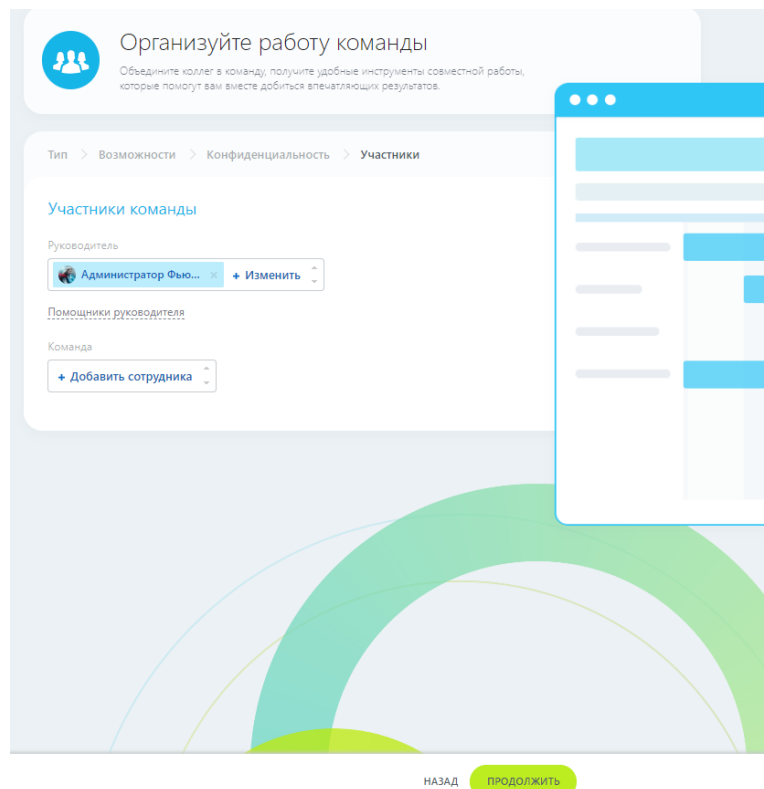 Организуйте работу команды
Объедините коллег в команду, получите удобные инструменты совместной работы,
которые помогут вам вместе добиться впечатляющих результатов.
Тип > Возможности > Конфиденциальность > Участники
Участники команды
Руководитель
Администратор Фью... × + Изменить
Помощники руководителя
Команда
+ Добавить сотрудника
НАЗАД ПРОДОЛЖИТЬ